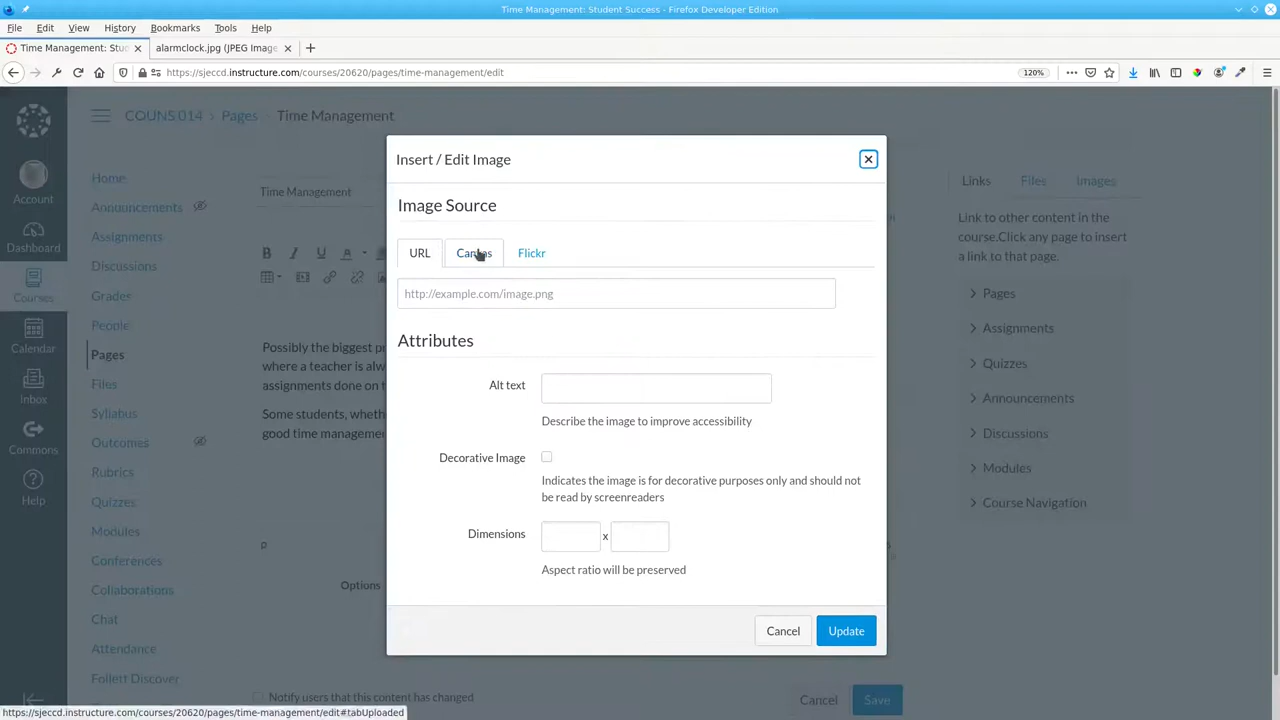 Time Management: Student Success - Firefox Developer Edition
File Edit View History Bookmarks Tools Help
Time Management: Stu
alarmclock.jpg (JPEG Image
https://sjeccd.instructure.com/courses/20620/pages/time-management/edit
120%
COUNS 014 > Pages > Time Management
Account
Dashboard
Courses
Calendar
Inbox
Commons
Help
Home
Announcements
Assignments
Discussions
Grades
People
Pages
Files
Syllabus
Outcomes
Rubrics
Quizzes
Modules
Conferences
Collaborations
Chat
Attendance
Follett Discover
Time Management
B I U A
Possibly the biggest
where a teacher is
assignments done on
Some students,
good time
p
Options
Notify users that this content has changed
Cancel
Save
Insert / Edit Image
Image Source
URL
Canvas
Flickr
http://example.com/image.png
Attributes
Alt text
Describe the image to improve accessibility
Decorative Image
Indicates the image is for decorative purposes only and should not
be read by screenreaders
Dimensions
x
Aspect ratio will be preserved
Cancel
Update
Links
Files
Images
Link to other content in the
course.Click any page to insert
a link to that page.
Pages
Assignments
Quizzes
Announcements
Discussions
Modules
Course Navigation
https://sjeccd.instructure.com/courses/20620/pages/time-management/edit#tabUploaded